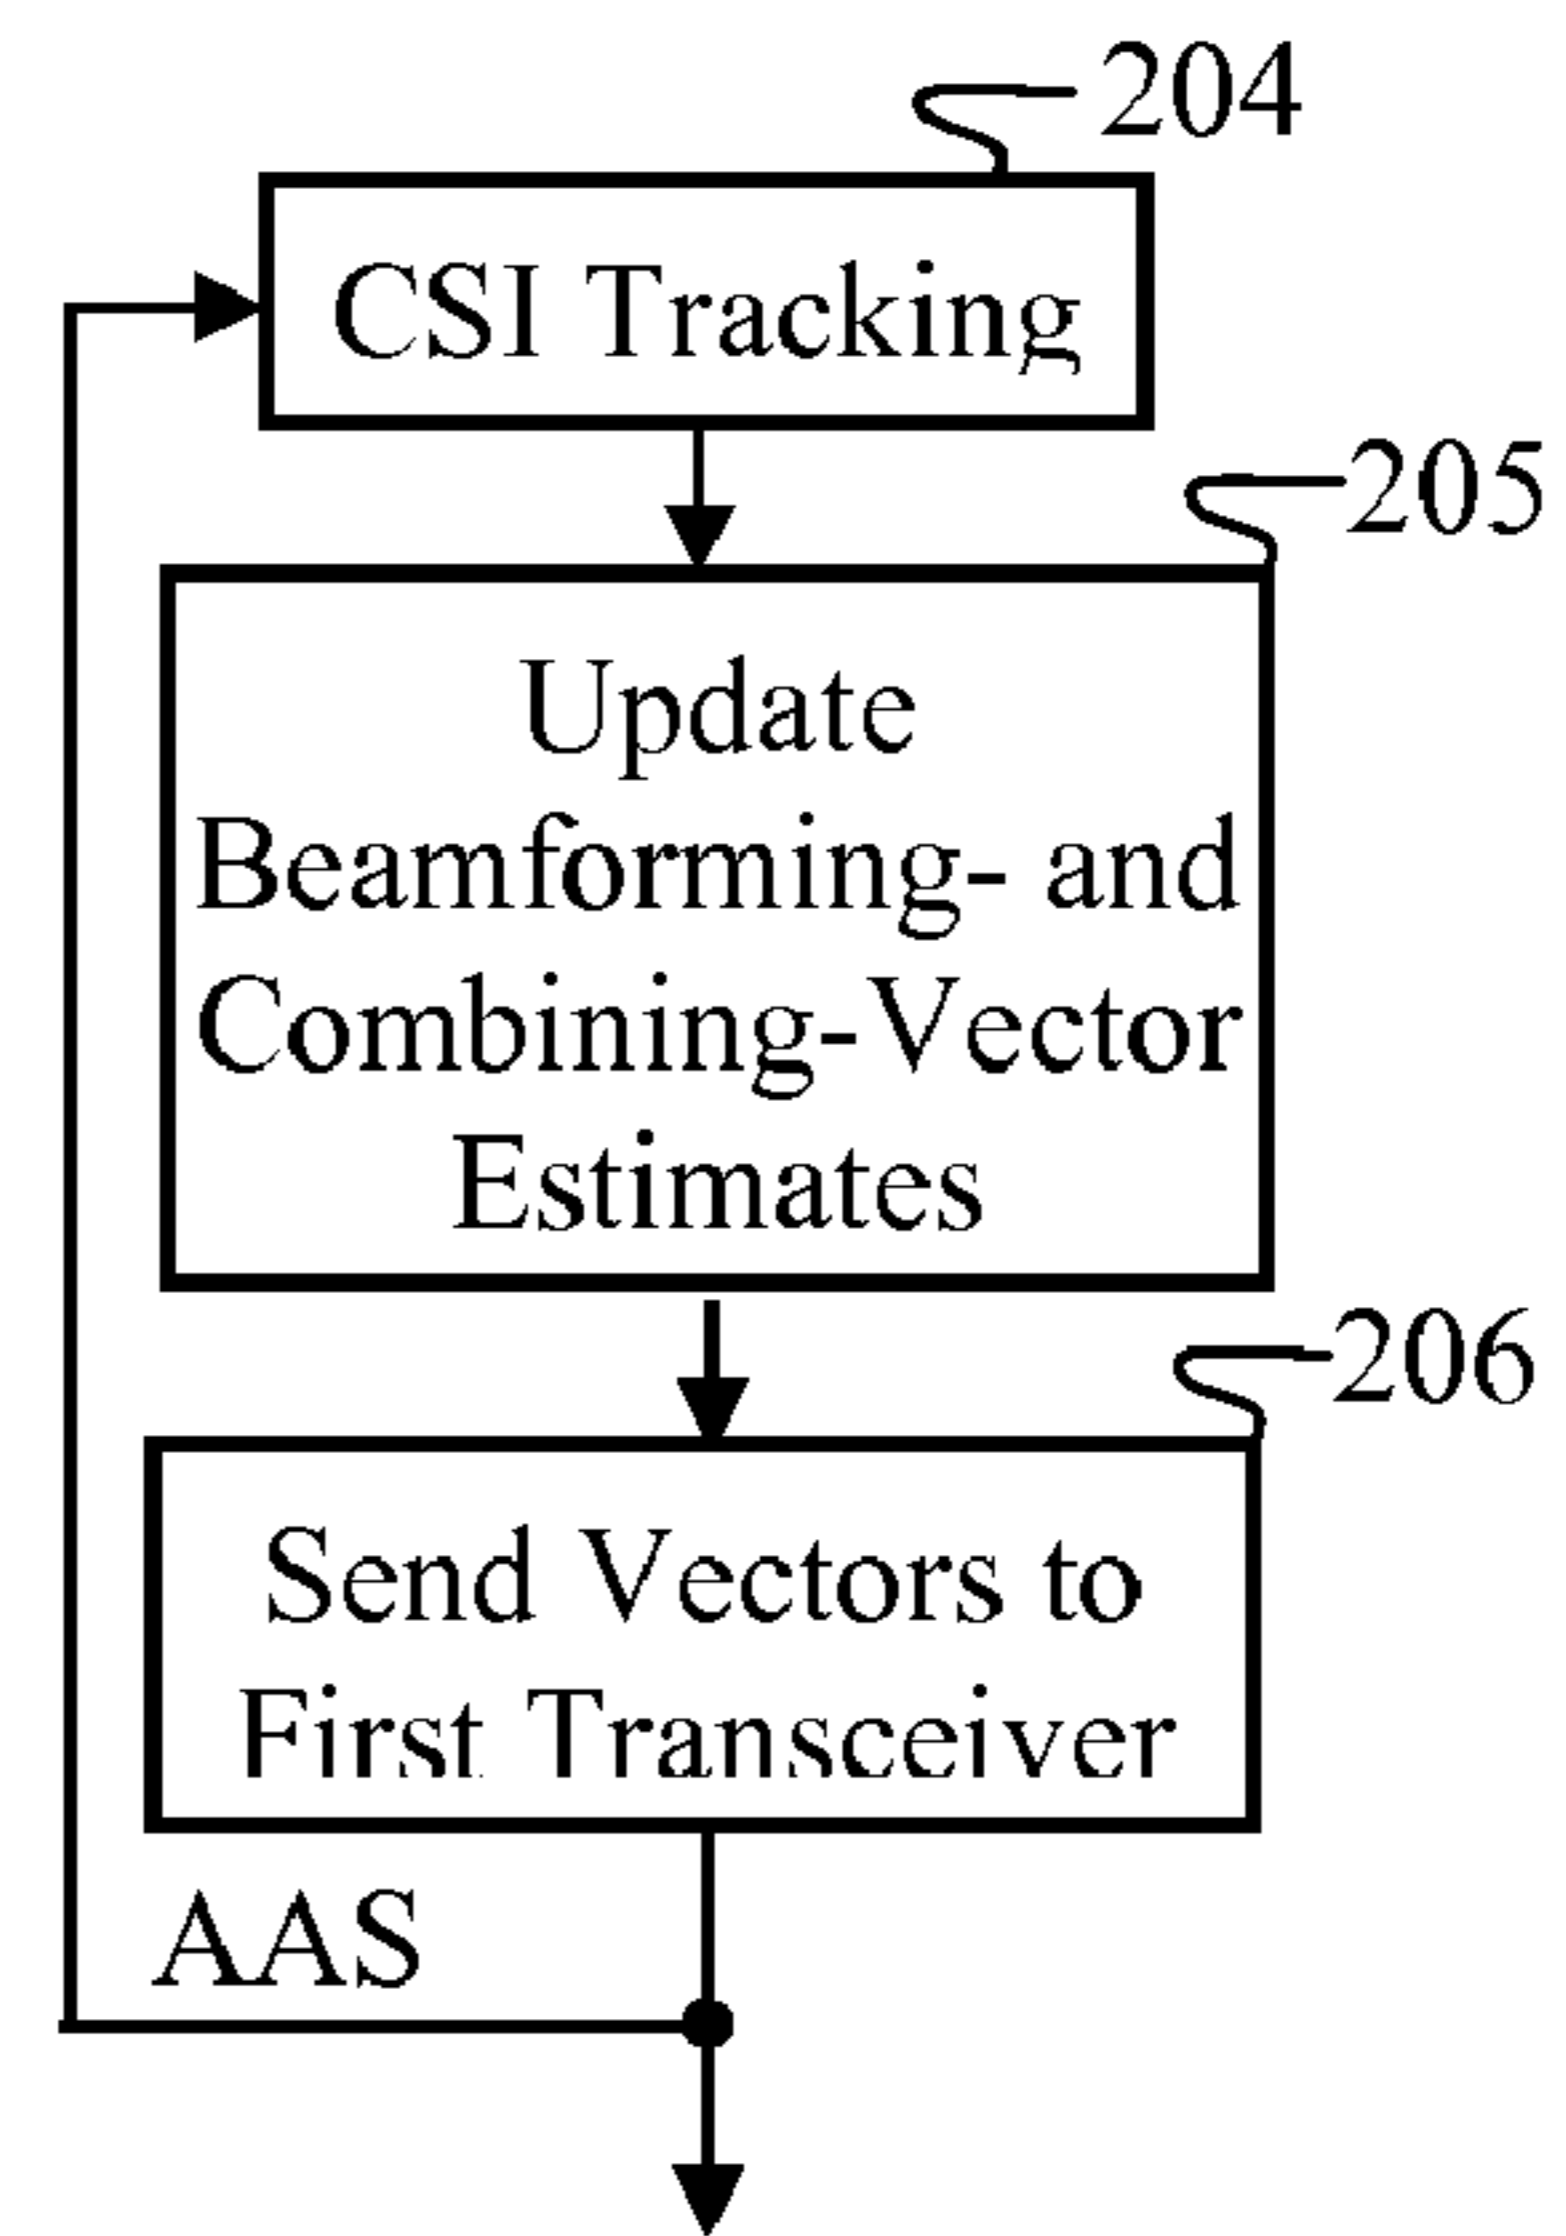 204
CSI Tracking
205
Update
Beamforming- and
Combining-Vector
Estimates
206
Send Vectors to
First Transceiver
AAS